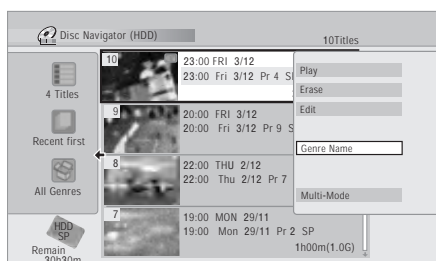 Disc Navigator (HDD)
10Titles
4 Titles
Recent first
All Genres
HDD
SP
Remain
30h30m
10
23:00 FRI 3/12
23:00 Fri 3/12 Pr 4
9
20:00 FRI 3/12
20:00 Fri 3/12 Pr 9 S
8
22:00 THU 2/12
22:00 Thu 2/12 Pr 7
7
19:00 MON 29/11
19:00 Mon 29/11 Pr 2 SP
1h00m(1.0G)
Play
Erase
Edit
Genre Name
Multi-Mode